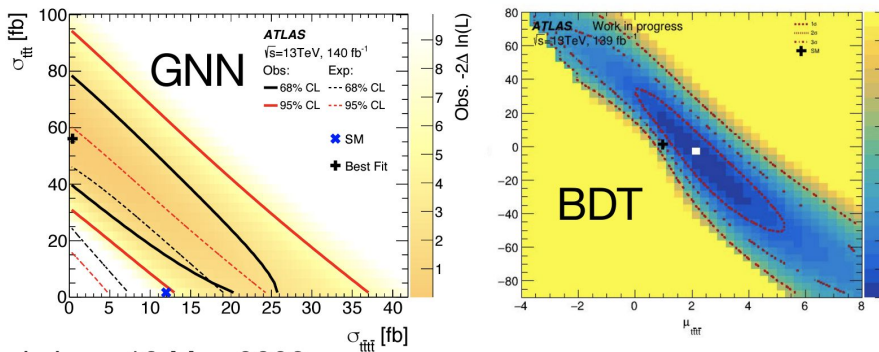 σ_tt̄t [fb]
100
80
60
40
20
0
0 5 10 15 20 25 30 35 40
σ_tt̄tt̄ [fb]
GNN
ATLAS
√s=13TeV, 140 fb⁻¹
Obs: Exp:
68% CL 68% CL
95% CL 95% CL
SM
Best Fit
9
8
7
6
5
4
3
2
1
Obs. -2Δ ln(L)
80
60
40
20
0
-20
-40
-60
-80
−4 −2 0 2 4 6 8
μ_tt̄tt̄
ATLAS Work in progress
√s=13TeV, 139 fb⁻¹
1σ
2σ
3σ
SM
BDT